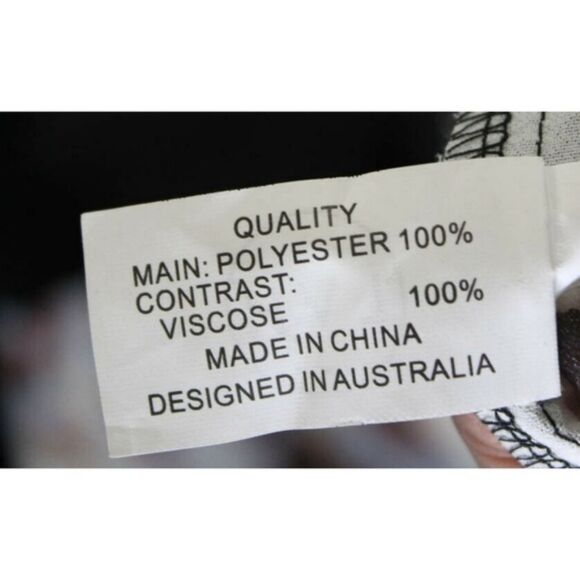 QUALITY
MAIN: POLYESTER 100%
CONTRAST:
VISCOSE 100%
MADE IN CHINA
DESIGNED IN AUSTRALIA